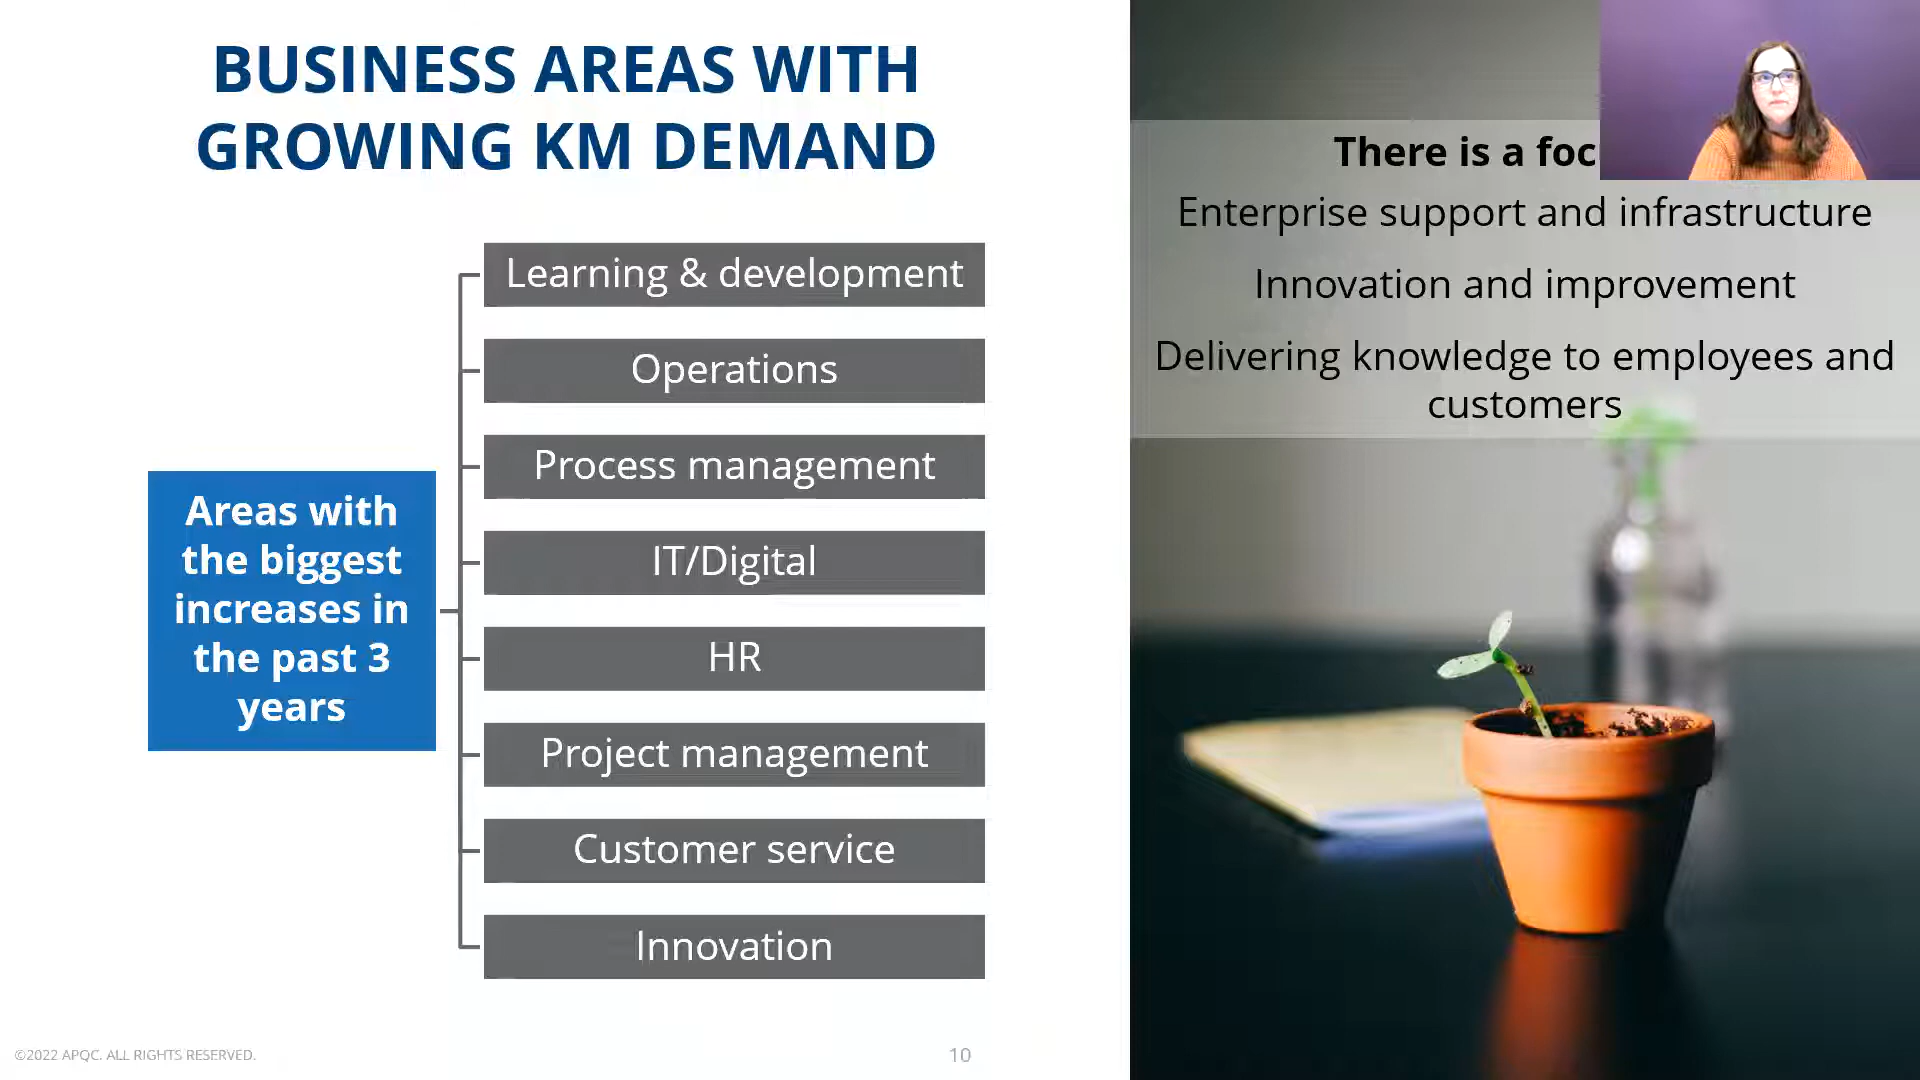 BUSINESS AREAS WITH
GROWING KM DEMAND
Areas with
the biggest
increases in
the past 3
years
Learning & development
Operations
Process management
IT/Digital
HR
Project management
Customer service
Innovation
There is a
Enterprise support and infrastructure
Innovation and improvement
Delivering knowledge to employees and
customers
©2022 APQC. ALL RIGHTS RESERVED.
10